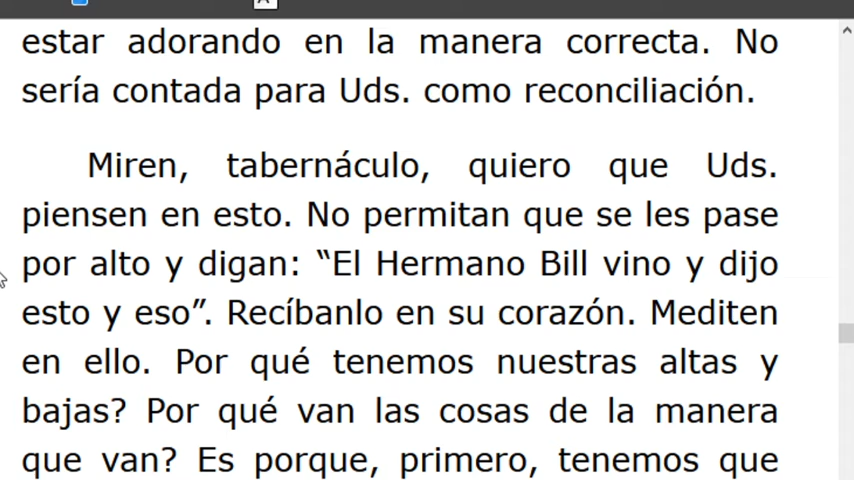 estar adorando en la manera correcta. No
sería contada para Uds. como reconciliación.
Miren, tabernáculo, quiero que Uds.
piensen en esto. No permitan que se les pase
por alto y digan: “El Hermano Bill vino y dijo
esto y eso”. Recíbanlo en su corazón. Mediten
en ello. Por qué tenemos nuestras altas y
bajas? Por qué van las cosas de la manera
que van? Es porque, primero, tenemos que